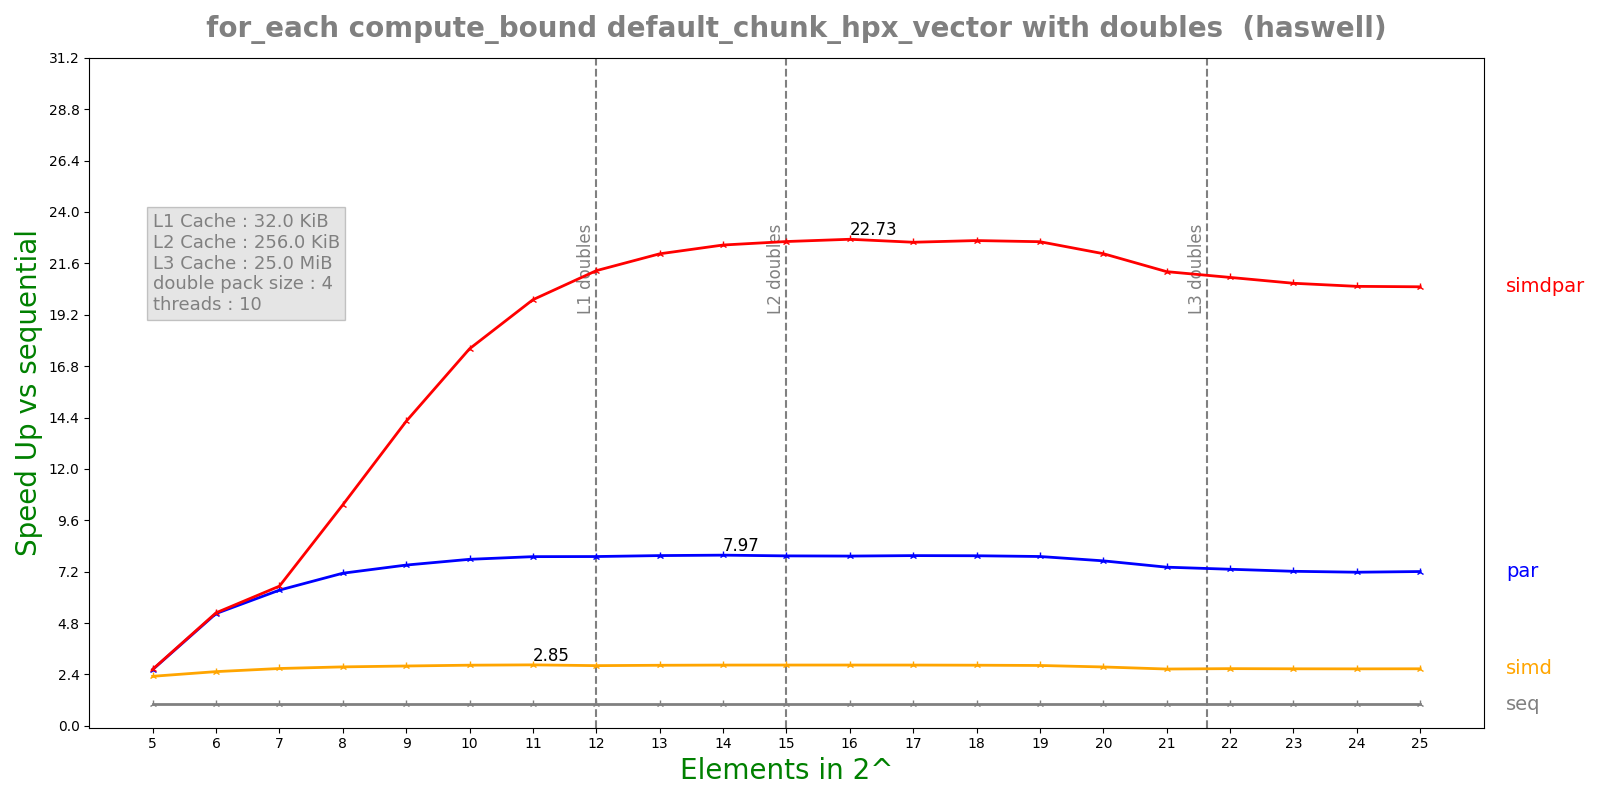 for_each compute_bound default_chunk_hpx_vector with doubles  (haswell)
Speed Up vs sequential
31.2
28.8
26.4
24.0
21.6
19.2
16.8
14.4
12.0
9.6
7.2
4.8
2.4
0.0
L1 Cache : 32.0 KiB
L2 Cache : 256.0 KiB
L3 Cache : 25.0 MiB
double pack size : 4
threads : 10
L1 doubles
L2 doubles
L3 doubles
22.73
7.97
2.85
simdpar
par
simd
seq
5 6 7 8 9 10 11 12 13 14 15 16 17 18 19 20 21 22 23 24 25
Elements in 2^